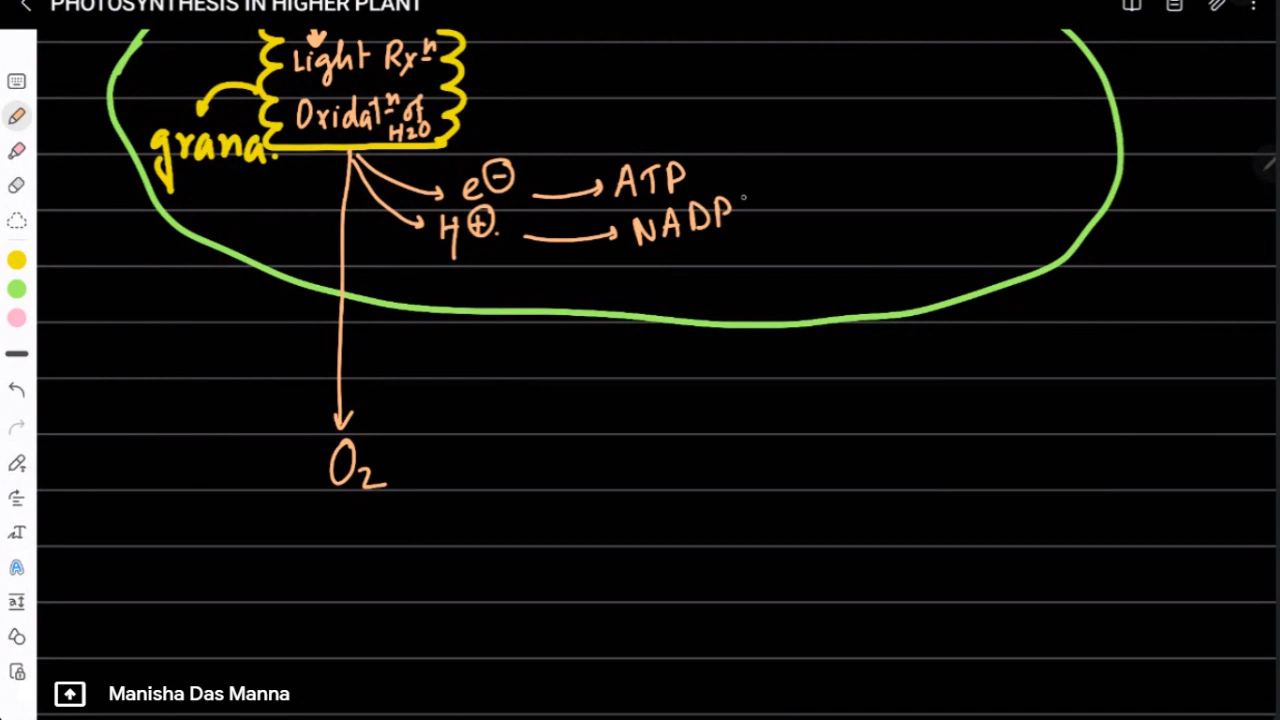 PHOTOSYNTHESIS IN HIGHER PLANT
Light Rxⁿ
Oxidatⁿ of H2O
grana.
e⊖ → ATP
H⊕. → NADP
O2
Manisha Das Manna